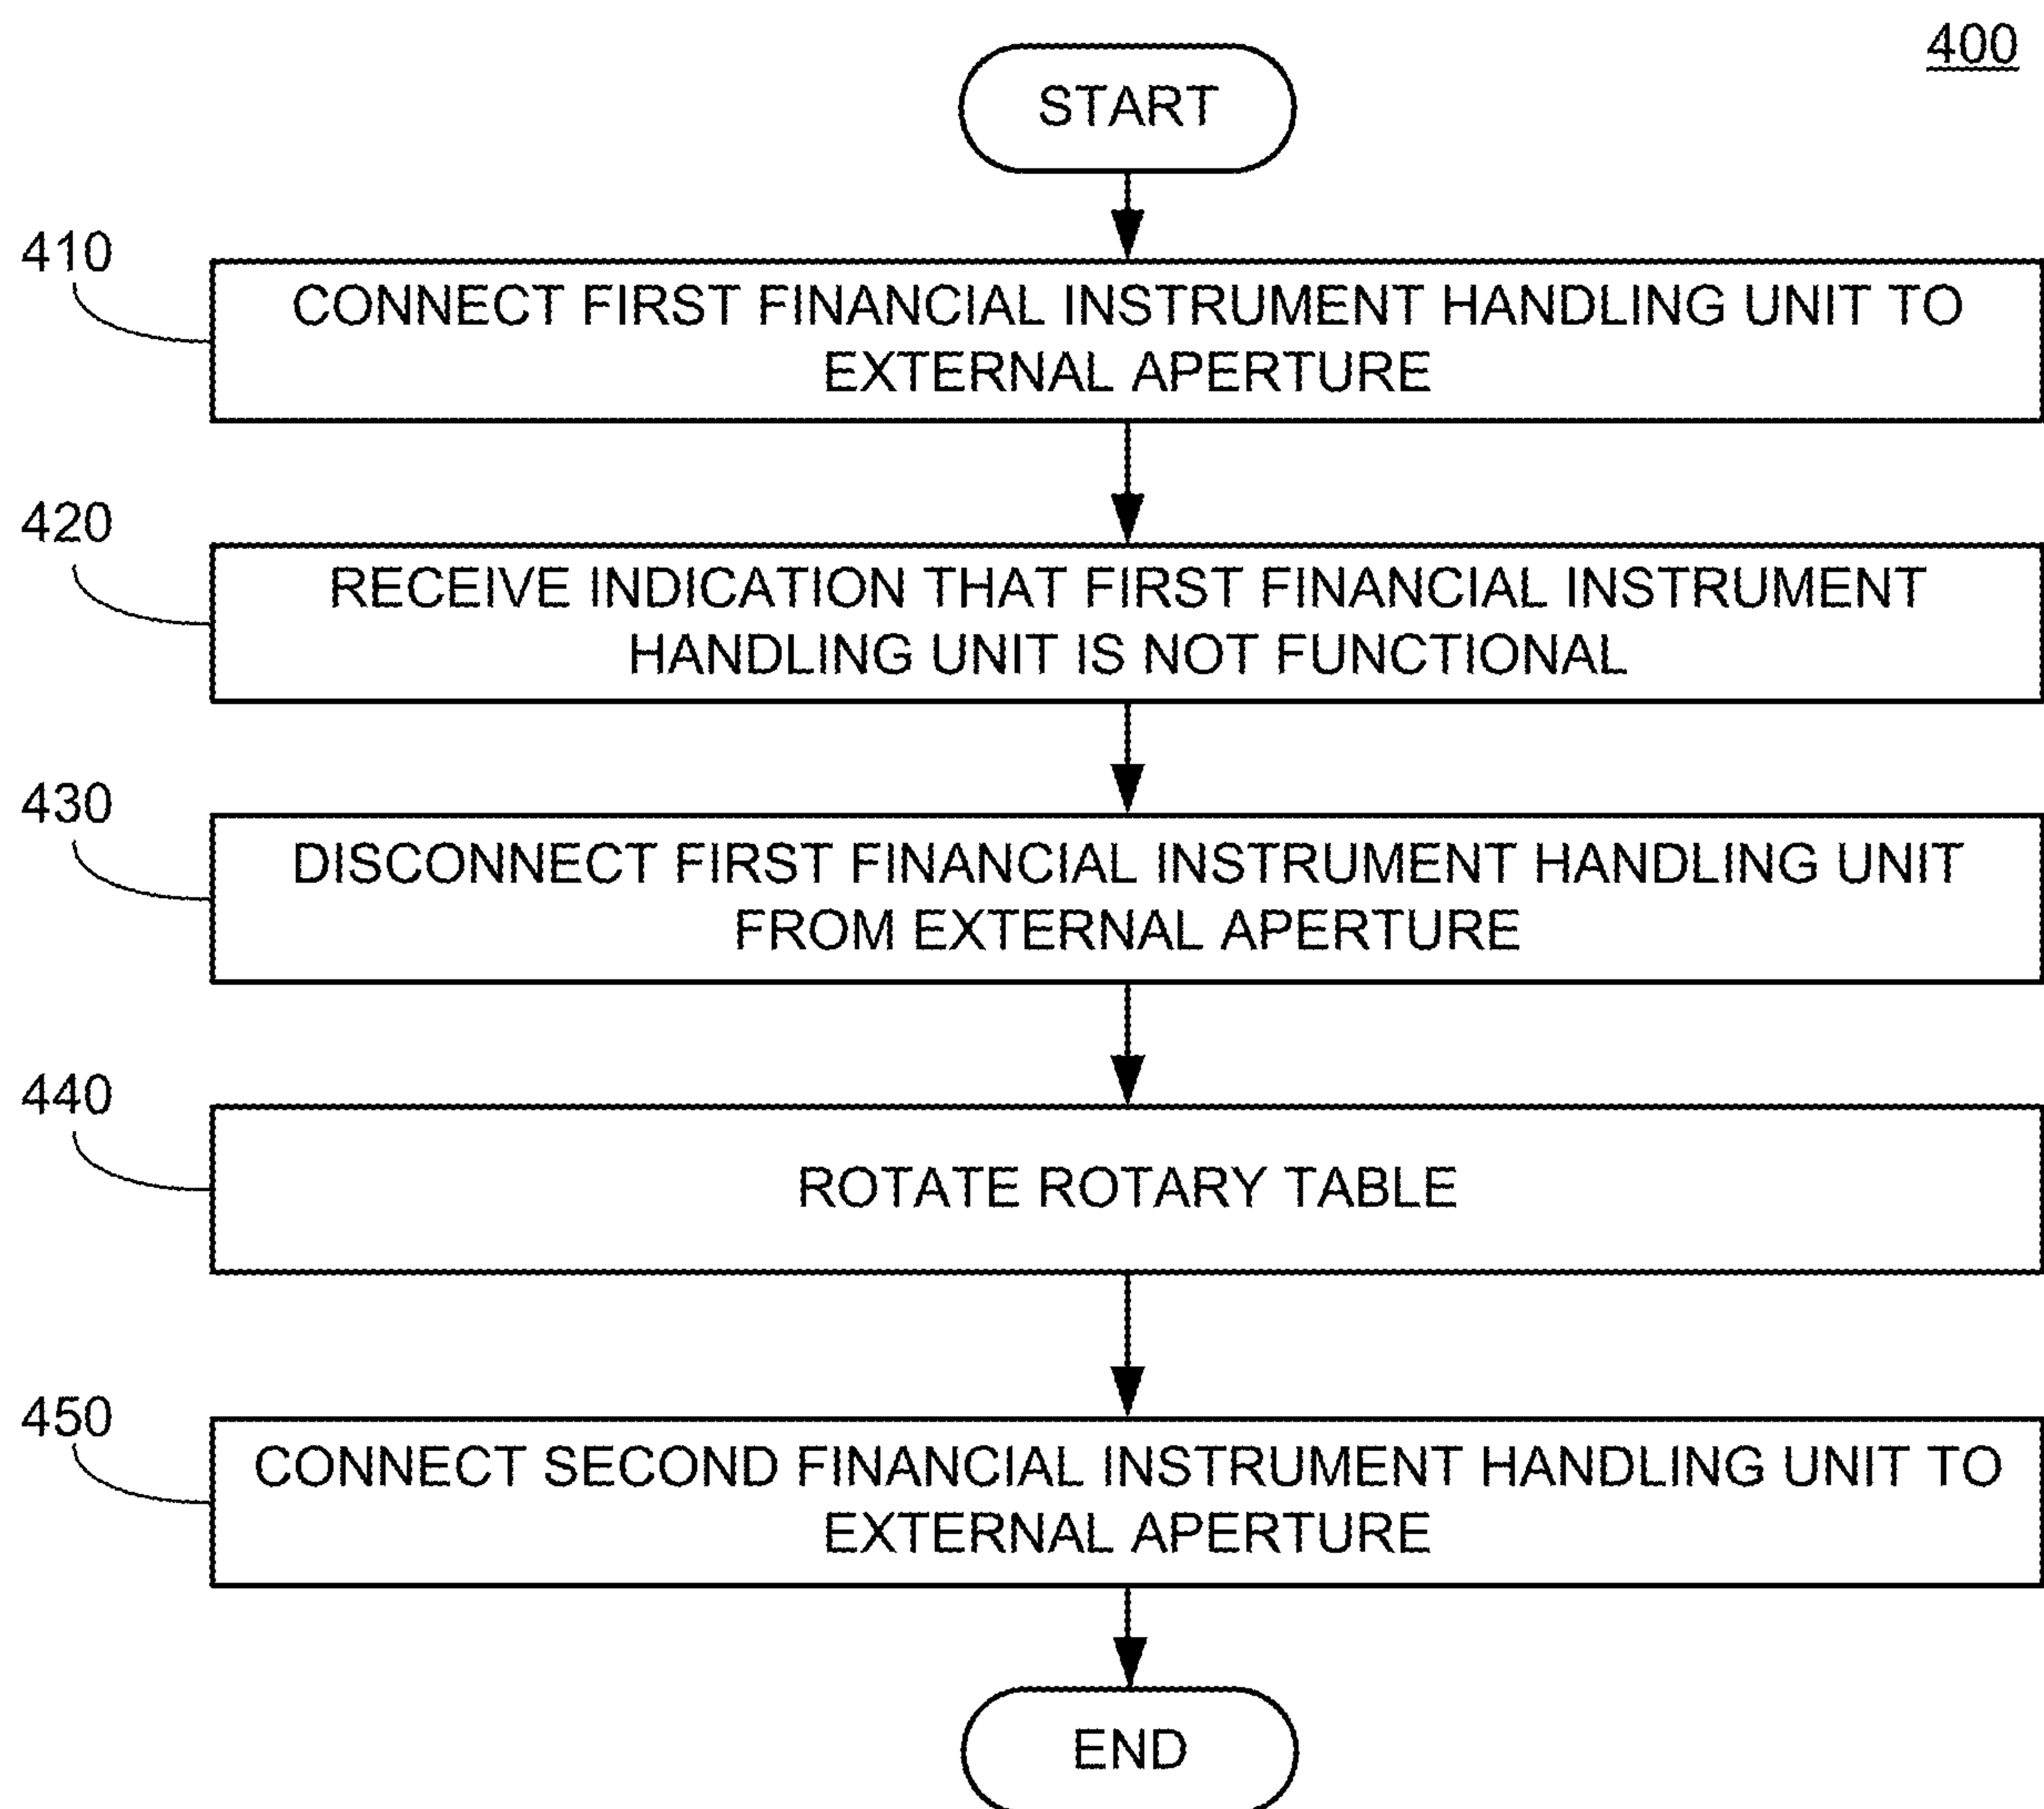 400
START
410
CONNECT FIRST FINANCIAL INSTRUMENT HANDLING UNIT TO
EXTERNAL APERTURE
420
RECEIVE INDICATION THAT FIRST FINANCIAL INSTRUMENT
HANDLING UNIT IS NOT FUNCTIONAL
430
DISCONNECT FIRST FINANCIAL INSTRUMENT HANDLING UNIT
FROM EXTERNAL APERTURE
440
ROTATE ROTARY TABLE
450
CONNECT SECOND FINANCIAL INSTRUMENT HANDLING UNIT TO
EXTERNAL APERTURE
END